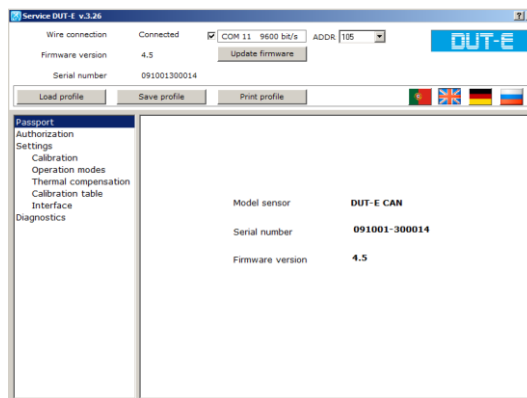 Service DUT-E v.3.26 ?
Wire connection Connected COM 11 9600 bit/s ADDR 105
DUT-E
Firmware version 4.5 Update firmware
Serial number 091001300014
Load profile Save profile Print profile
Passport
Authorization
Settings
Calibration
Operation modes
Thermal compensation
Calibration table
Interface
Diagnostics
Model sensor DUT-E CAN
Serial number 091001-300014
Firmware version 4.5